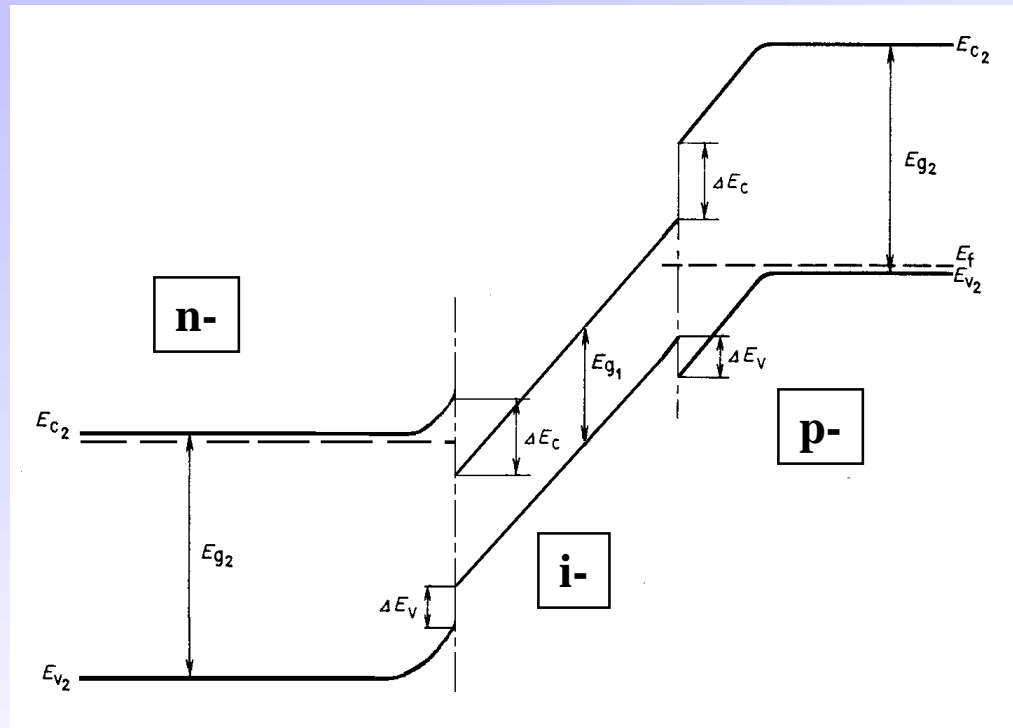 E_C2
E_g2
ΔE_C
E_f
E_V2
n-
E_g1
ΔE_V
E_C2
ΔE_C
p-
E_g2
i-
ΔE_V
E_V2